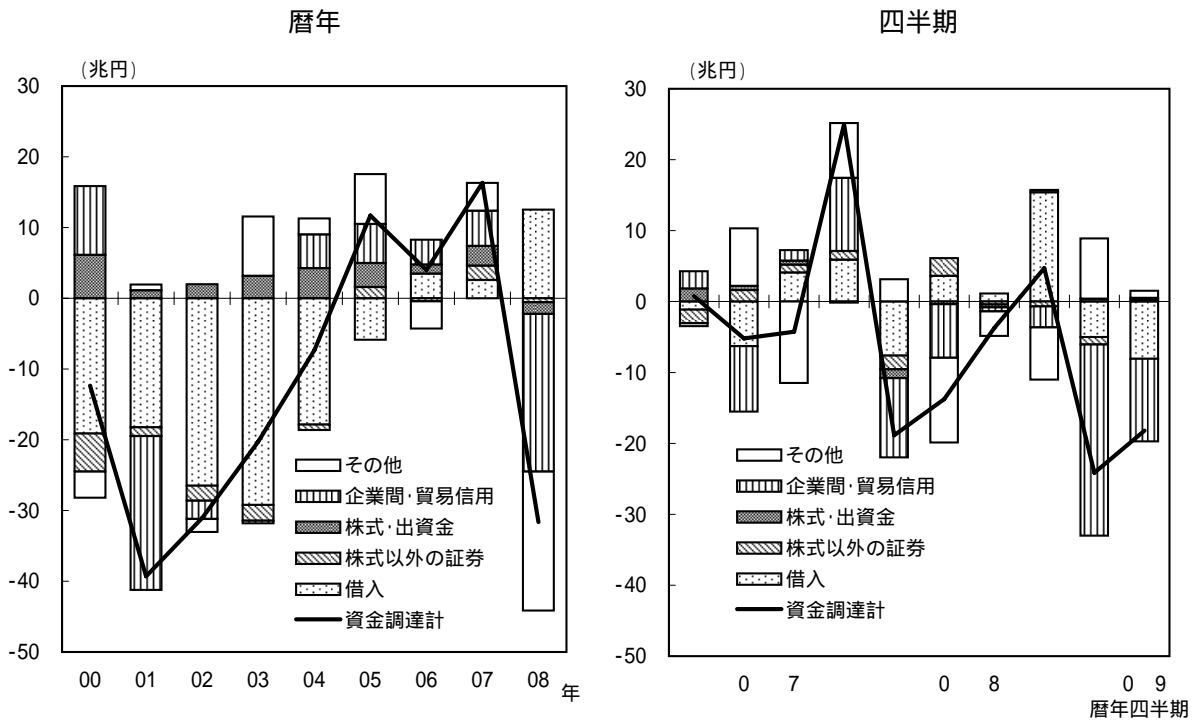 暦年
(兆円)
30
20
10
0
-10
-20
-30
-40
-50
その他
企業間・貿易信用
株式・出資金
株式以外の証券
借入
資金調達計
00 01 02 03 04 05 06 07 08 年
四半期
(兆円)
30
20
10
0
-10
-20
-30
-40
-50
その他
企業間・貿易信用
株式・出資金
株式以外の証券
借入
資金調達計
0 7 0 8 0 9
暦年四半期